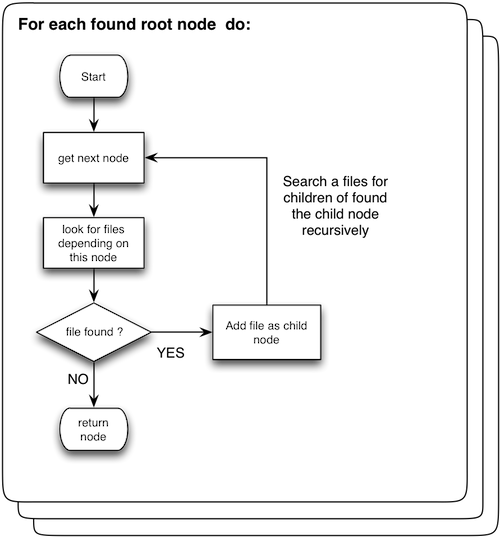 For each found root node do:
Start
get next node
Search a files for
children of found
the child node
recursively
look for files
depending on
this node
file found ?
YES
Add file as child
node
NO
return
node